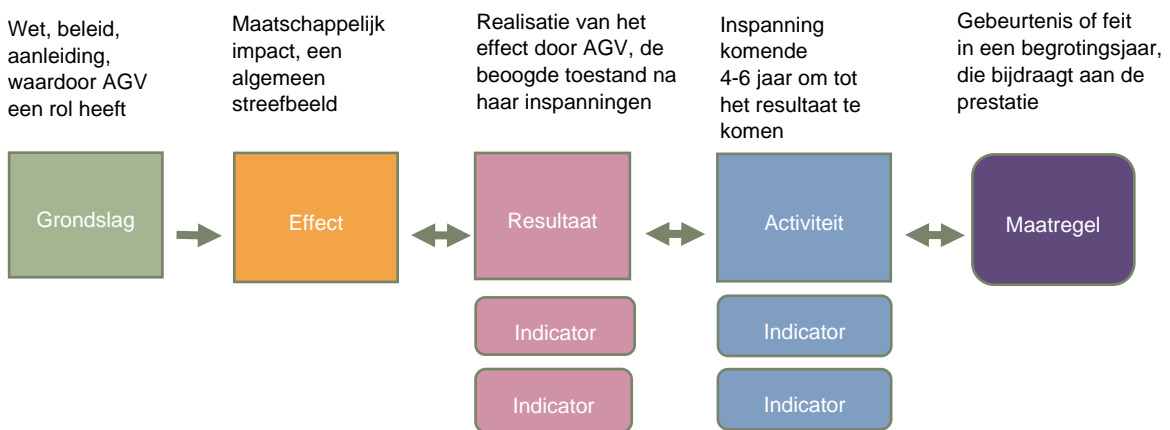 Wet, beleid,
aanleiding,
waardoor AGV
een rol heeft
Maatschappelijk
impact, een
algemeen
streefbeeld
Realisatie van het
effect door AGV, de
beoogde toestand na
haar inspanningen
Inspanning
komende
4-6 jaar om tot
het resultaat te
komen
Gebeurtenis of feit
in een begrotingsjaar,
die bijdraagt aan de
prestatie
Grondslag
Effect
Resultaat
Activiteit
Maatregel
Indicator
Indicator
Indicator
Indicator